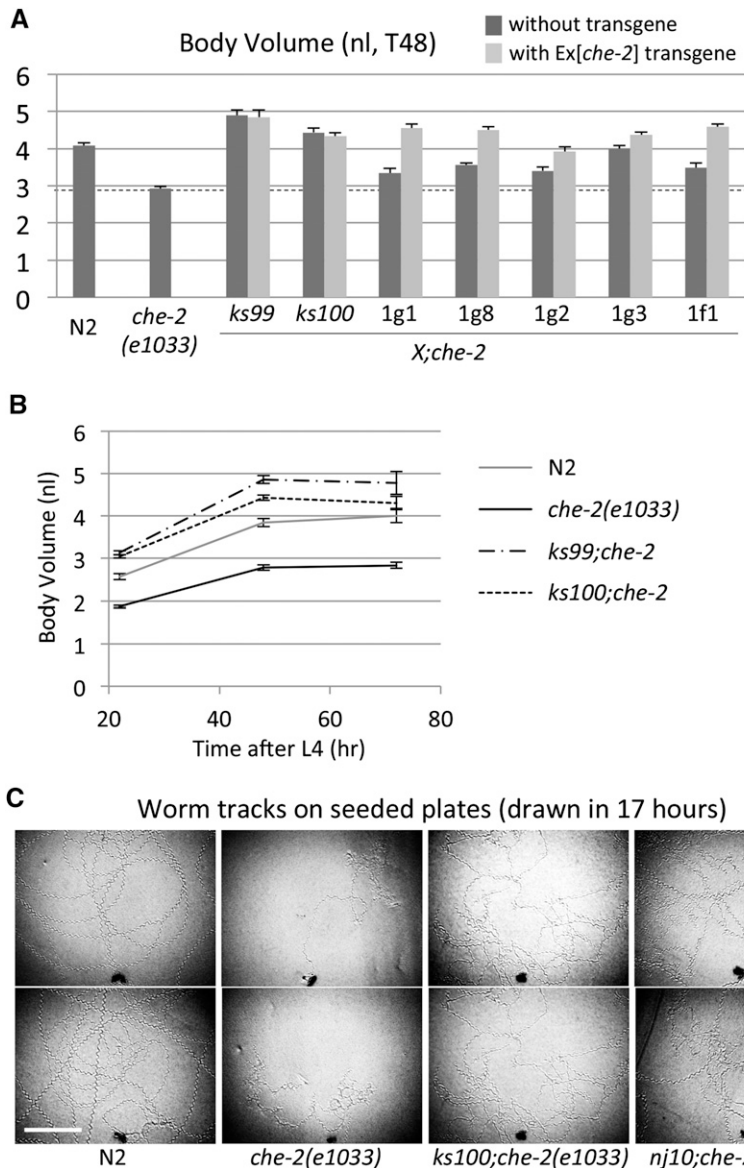 A
Body Volume (nl, T48)
without transgene
with Ex[che-2] transgene
6
5
4
3
2
1
0
N2
che-2
(e1033)
ks99
ks100
1g1
1g8
1g2
1g3
1f1
X;che-2
B
Body Volume (nl)
6
5
4
3
2
1
0
20
40
60
80
Time after L4 (hr)
N2
che-2(e1033)
ks99;che-2
ks100;che-2
C
Worm tracks on seeded plates (drawn in 17 hours)
N2
che-2(e1033)
ks100;che-2(e1033)
nj10;che-